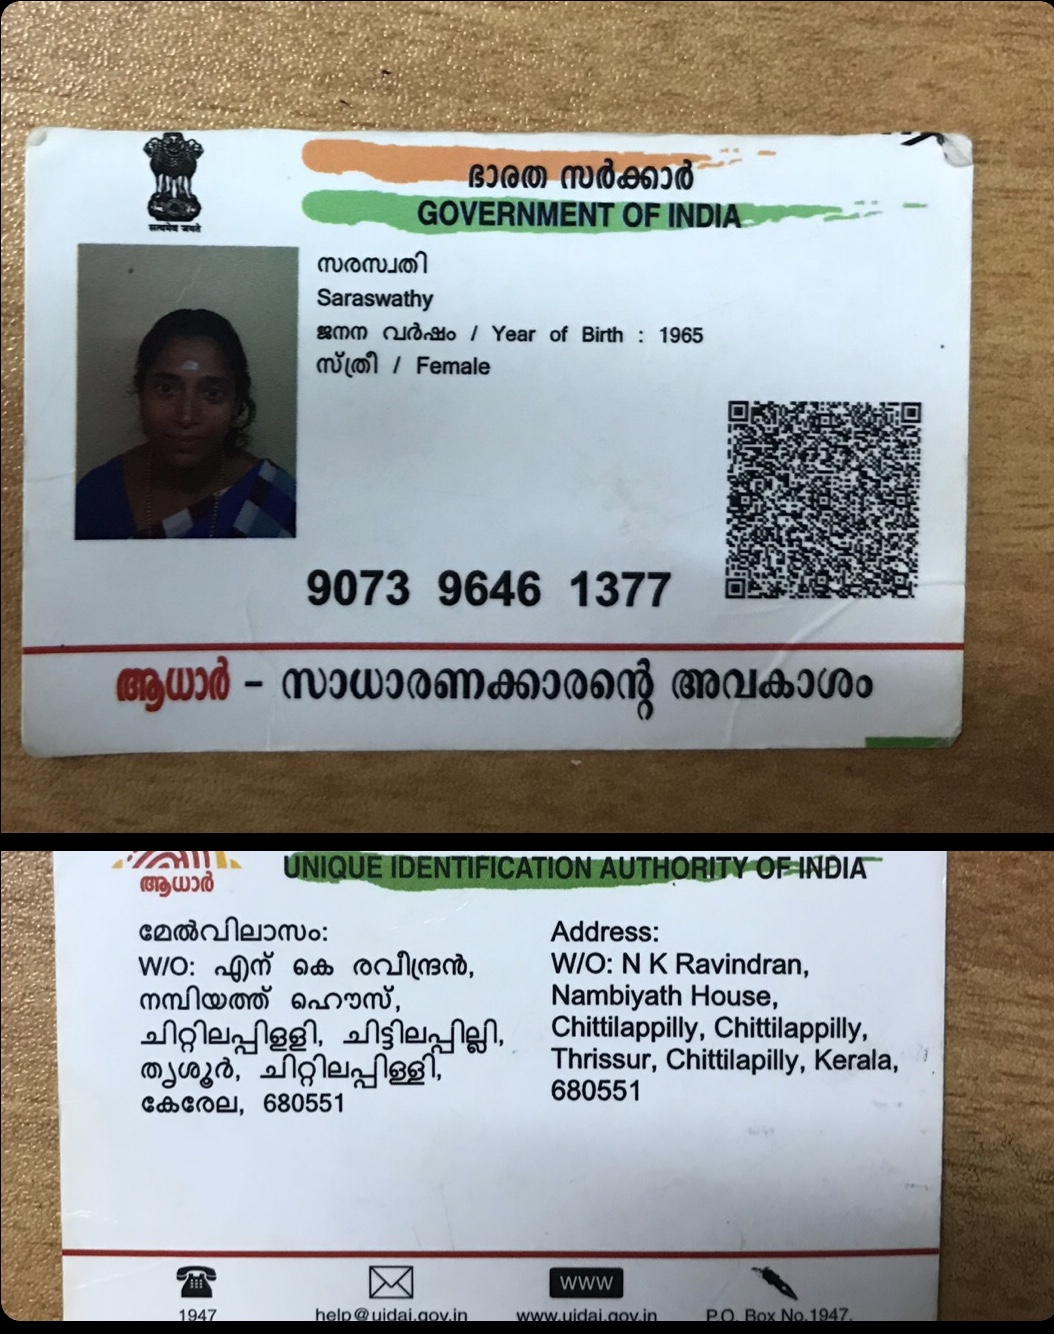 सत्यमेव जयते
ഭാരത സർക്കാർ
GOVERNMENT OF INDIA
സരസ്വതി
Saraswathy
ജനന വർഷം / Year of Birth : 1965
സ്ത്രീ / Female
9073 9646 1377
ആധാർ - സാധാരണക്കാരന്റെ അവകാശം
ആധാർ
UNIQUE IDENTIFICATION AUTHORITY OF INDIA
മേൽവിലാസം:
W/O: എന് കെ രവീന്ദ്രൻ,
നമ്പിയത്ത് ഹൌസ്,
ചിറ്റിലപ്പിളളി, ചിട്ടിലപ്പില്ലി,
തൃശൂർ, ചിറ്റിലപ്പിള്ളി,
കേരേല, 680551
Address:
W/O: N K Ravindran,
Nambiyath House,
Chittilappilly, Chittilappilly,
Thrissur, Chittilapilly, Kerala,
680551
1947
help@uidai.gov.in
www
www.uidai.gov.in
P.O. Box No.1947,